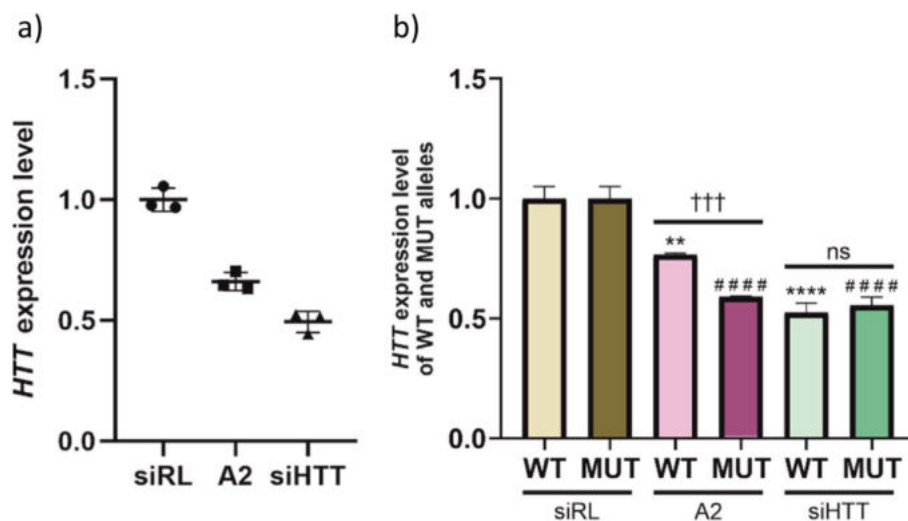 a)
HTT expression level
1.5
1.0
0.5
0.0
siRL A2 siHTT
b)
HTT expression level
of WT and MUT alleles
1.5
1.0
0.5
0.0
†††
**
####
ns
****
####
WT MUT WT MUT WT MUT
siRL A2 siHTT